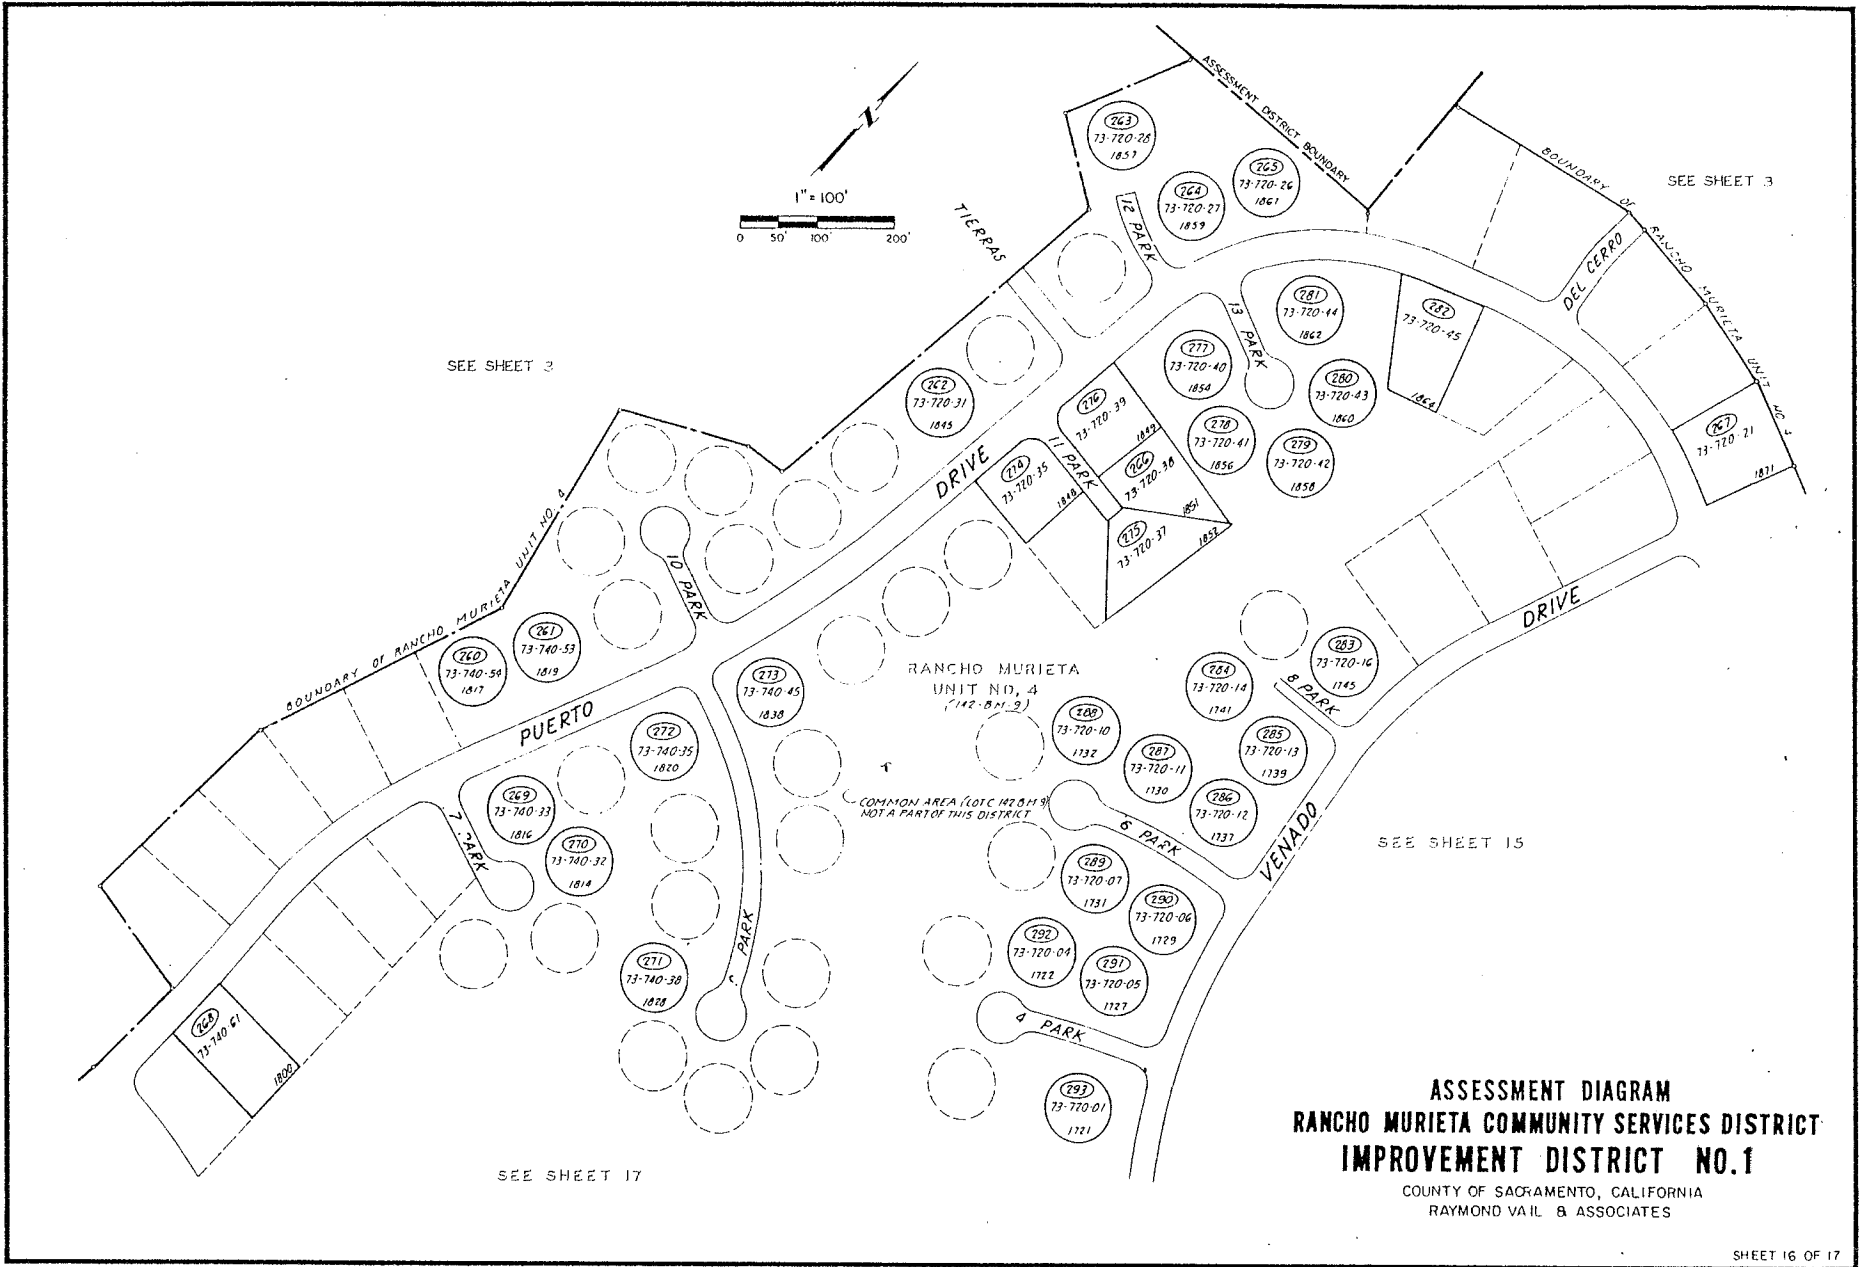 ASSESSMENT DISTRICT BOUNDARY
BOUNDARY OF RANCHO MURIETA UNIT NO. 4
SEE SHEET 3
1" = 100'
0 50' 100' 200'
TIERRAS
DEL CERRO
263
73-720-28
1857
264
73-720-27
1859
265
73-720-26
1861
12 PARK
281
73-720-44
1862
282
73-720-45
1864
13 PARK
277
73-720-40
1854
280
73-720-43
1860
SEE SHEET 3
262
73-720-31
1845
276
73-720-39
1849
278
73-720-41
1856
279
73-720-42
1858
267
73-720-21
1871
DRIVE
11 PARK
274
73-720-35
1848
266
73-720-38
1851
275
73-720-37
1852
BOUNDARY OF RANCHO MURIETA UNIT NO. 4
10 PARK
DRIVE
261
73-740-53
1819
260
73-740-54
1817
273
73-740-45
1838
RANCHO MURIETA
UNIT NO. 4
(142-BM-9)
283
73-720-16
1745
284
73-720-14
1741
8 PARK
PUERTO
272
73-740-35
1820
288
73-720-10
1732
287
73-720-11
1730
285
73-720-13
1739
286
73-720-12
1737
269
73-740-33
1816
270
73-740-32
1814
7 PARK
COMMON AREA (LOT C 142 BM 9)
NOT A PART OF THIS DISTRICT
6 PARK
VENADO
SEE SHEET 15
289
73-720-07
1731
290
73-720-06
1729
292
73-720-04
1722
291
73-720-05
1727
PARK
271
73-740-38
1828
268
73-740-61
1800
4 PARK
293
73-720-01
1721
SEE SHEET 17
ASSESSMENT DIAGRAM
RANCHO MURIETA COMMUNITY SERVICES DISTRICT
IMPROVEMENT DISTRICT NO.1
COUNTY OF SACRAMENTO, CALIFORNIA
RAYMOND VAIL & ASSOCIATES
SHEET 16 OF 17